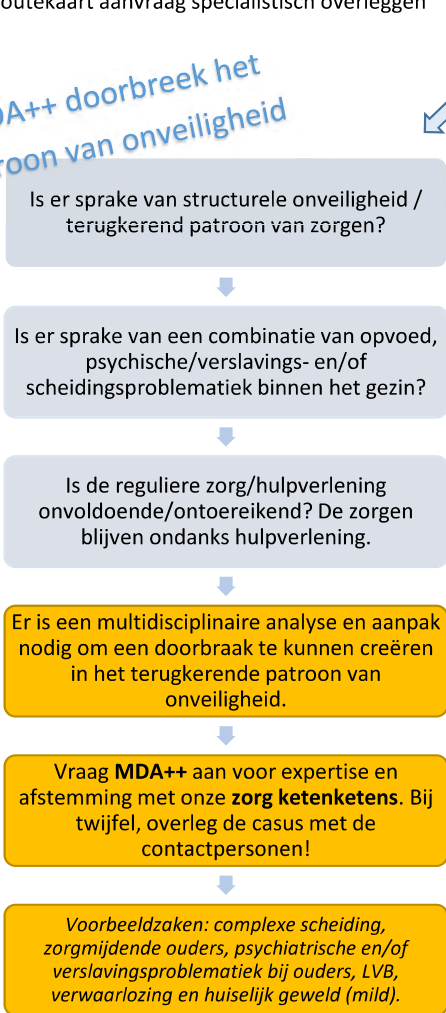 outekaart aanvraag specialistisch overleggen
DA++ doorbreek het
roon van onveiligheid
Is er sprake van structurele onveiligheid /
terugkerend patroon van zorgen?
Is er sprake van een combinatie van opvoed,
psychische/verslavings- en/of
scheidingsproblematiek binnen het gezin?
Is de reguliere zorg/hulpverlening
onvoldoende/ontoereikend? De zorgen
blijven ondanks hulpverlening.
Er is een multidisciplinaire analyse en aanpak
nodig om een doorbraak te kunnen creëren
in het terugkerende patroon van
onveiligheid.
Vraag MDA++ aan voor expertise en
afstemming met onze zorg ketenketens. Bij
twijfel, overleg de casus met de
contactpersonen!
Voorbeeldzaken: complexe scheiding,
zorgmijdende ouders, psychiatrische en/of
verslavingsproblematiek bij ouders, LVB,
verwaarlozing en huiselijk geweld (mild).